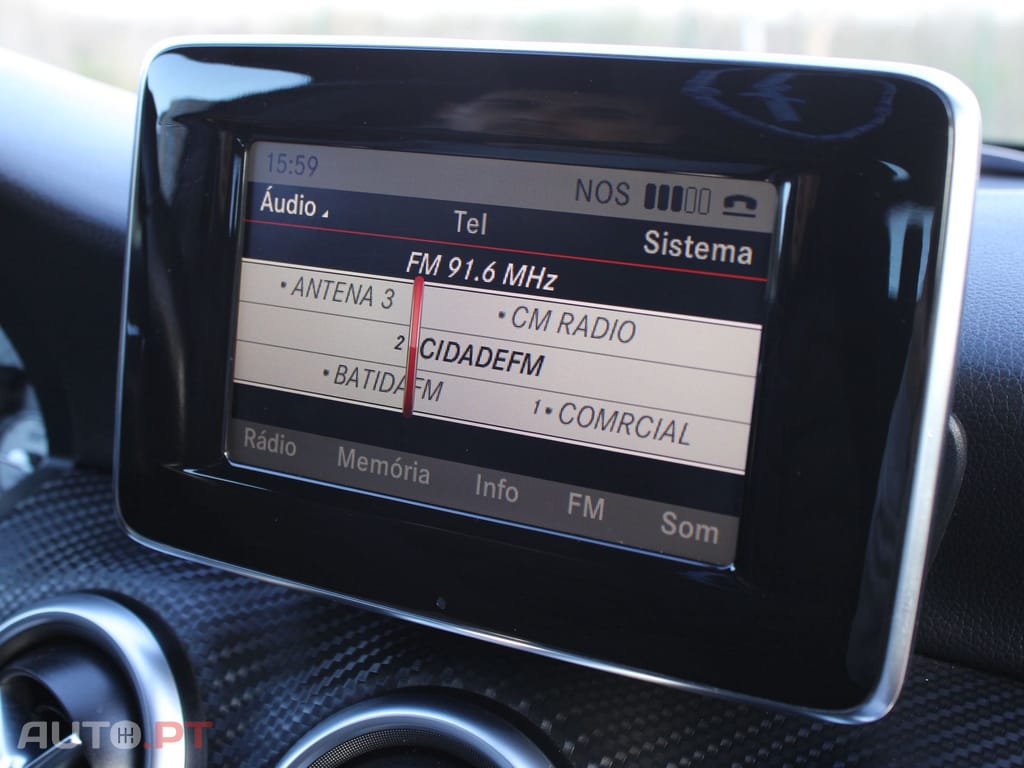 15:59
NOS
Áudio Tel Sistema
FM 91.6 MHz
• ANTENA 3
• CM RADIO
2 CIDADEFM
• BATIDAFM
1 • COMRCIAL
Rádio Memória Info FM Som
AUTO.PT